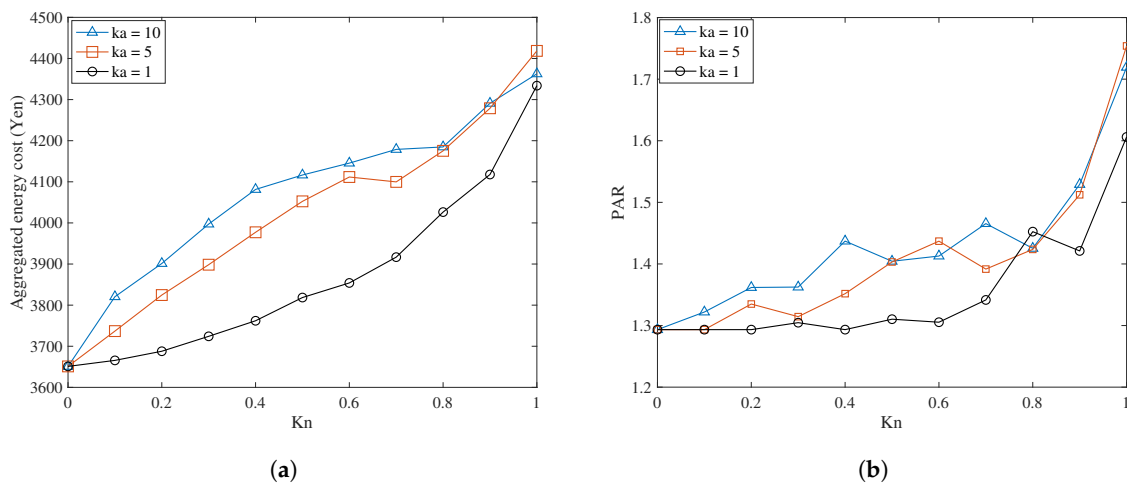 4500
4400
4300
4200
4100
4000
3900
3800
3700
3600
Aggregated energy cost (Yen)
ka = 10
ka = 5
ka = 1
0
0.2
0.4
0.6
0.8
1
Kn
(a)
1.8
1.7
1.6
1.5
1.4
1.3
1.2
PAR
ka = 10
ka = 5
ka = 1
0
0.2
0.4
0.6
0.8
1
Kn
(b)